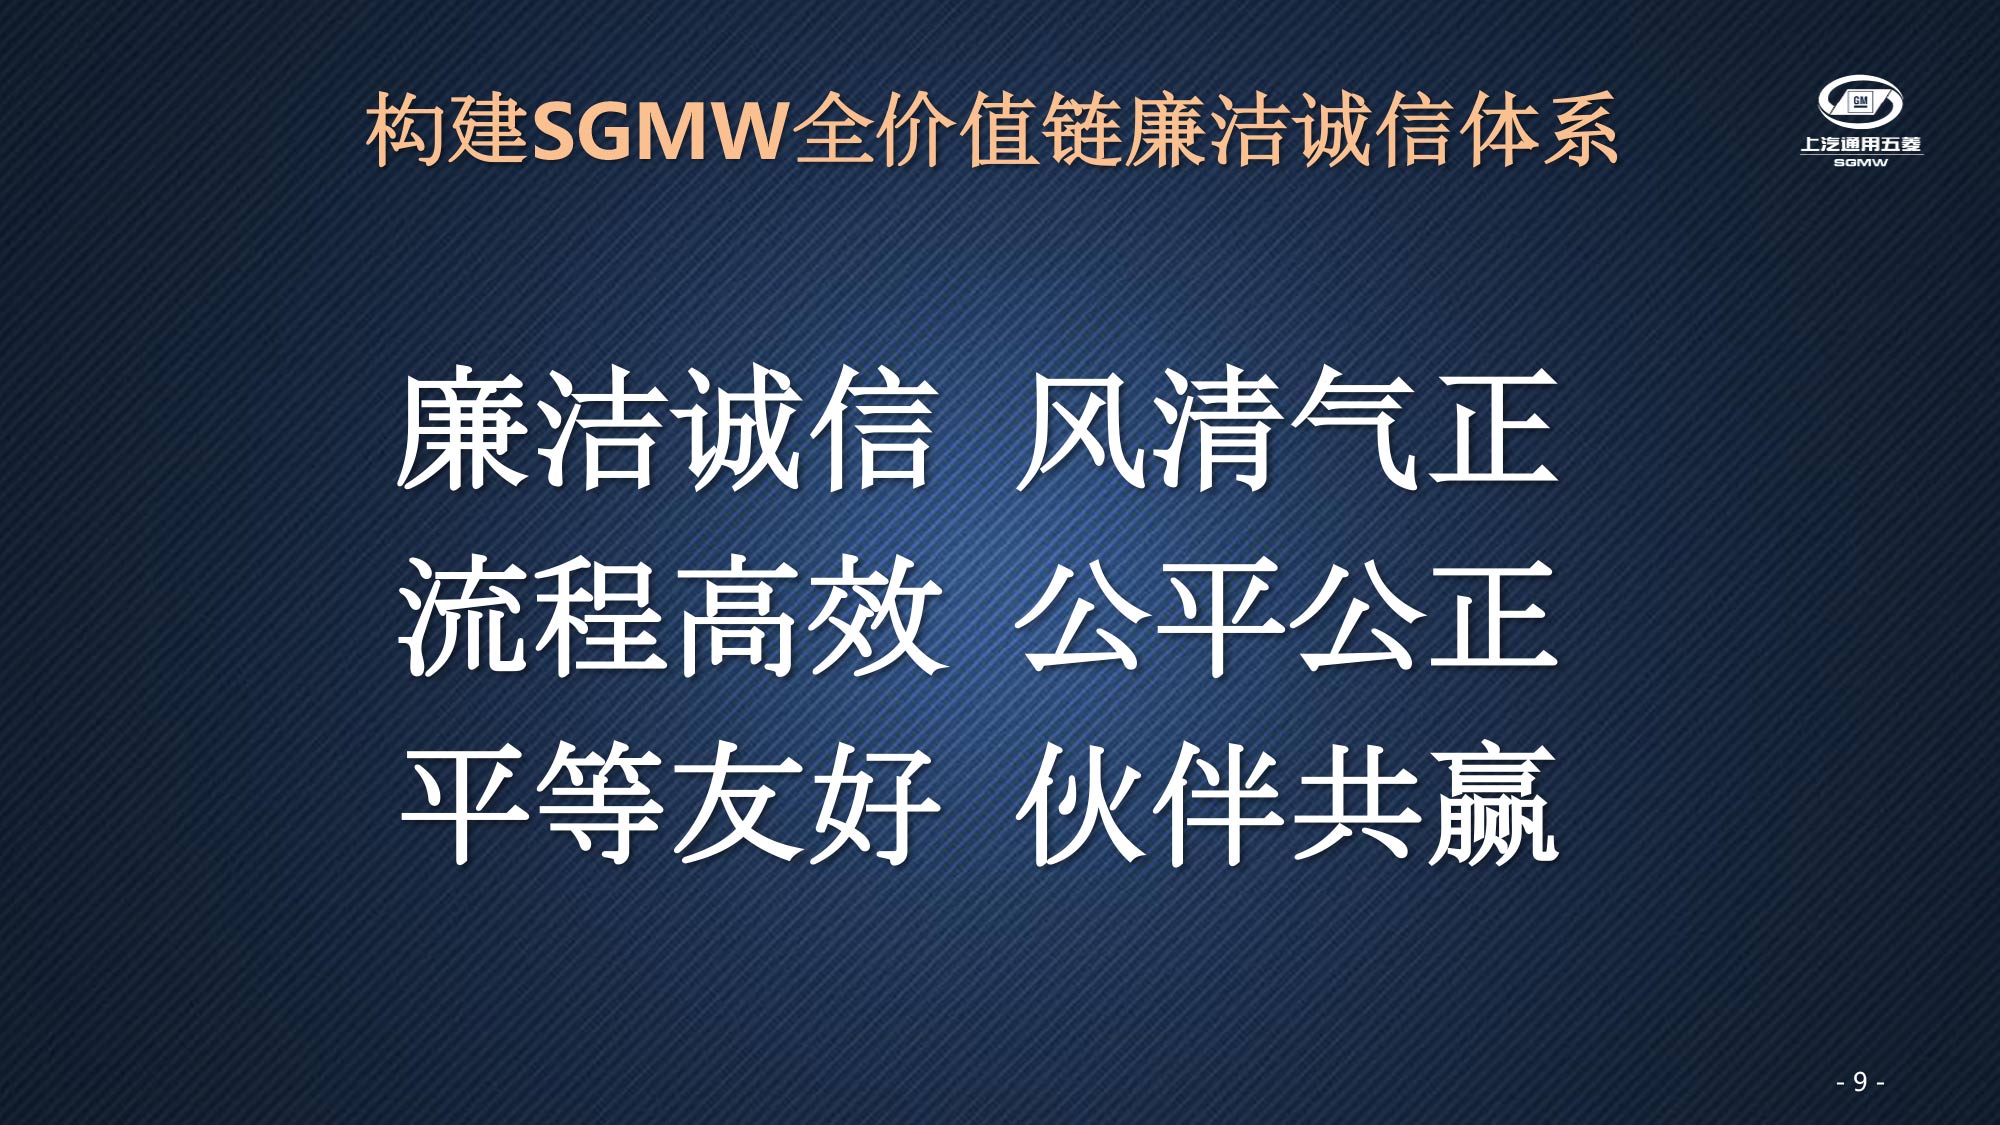 构建SGMW全价值链廉洁诚信体系
GM
上汽通用五菱
SGMW
廉洁诚信 风清气正
流程高效 公平公正
平等友好 伙伴共赢
- 9 -